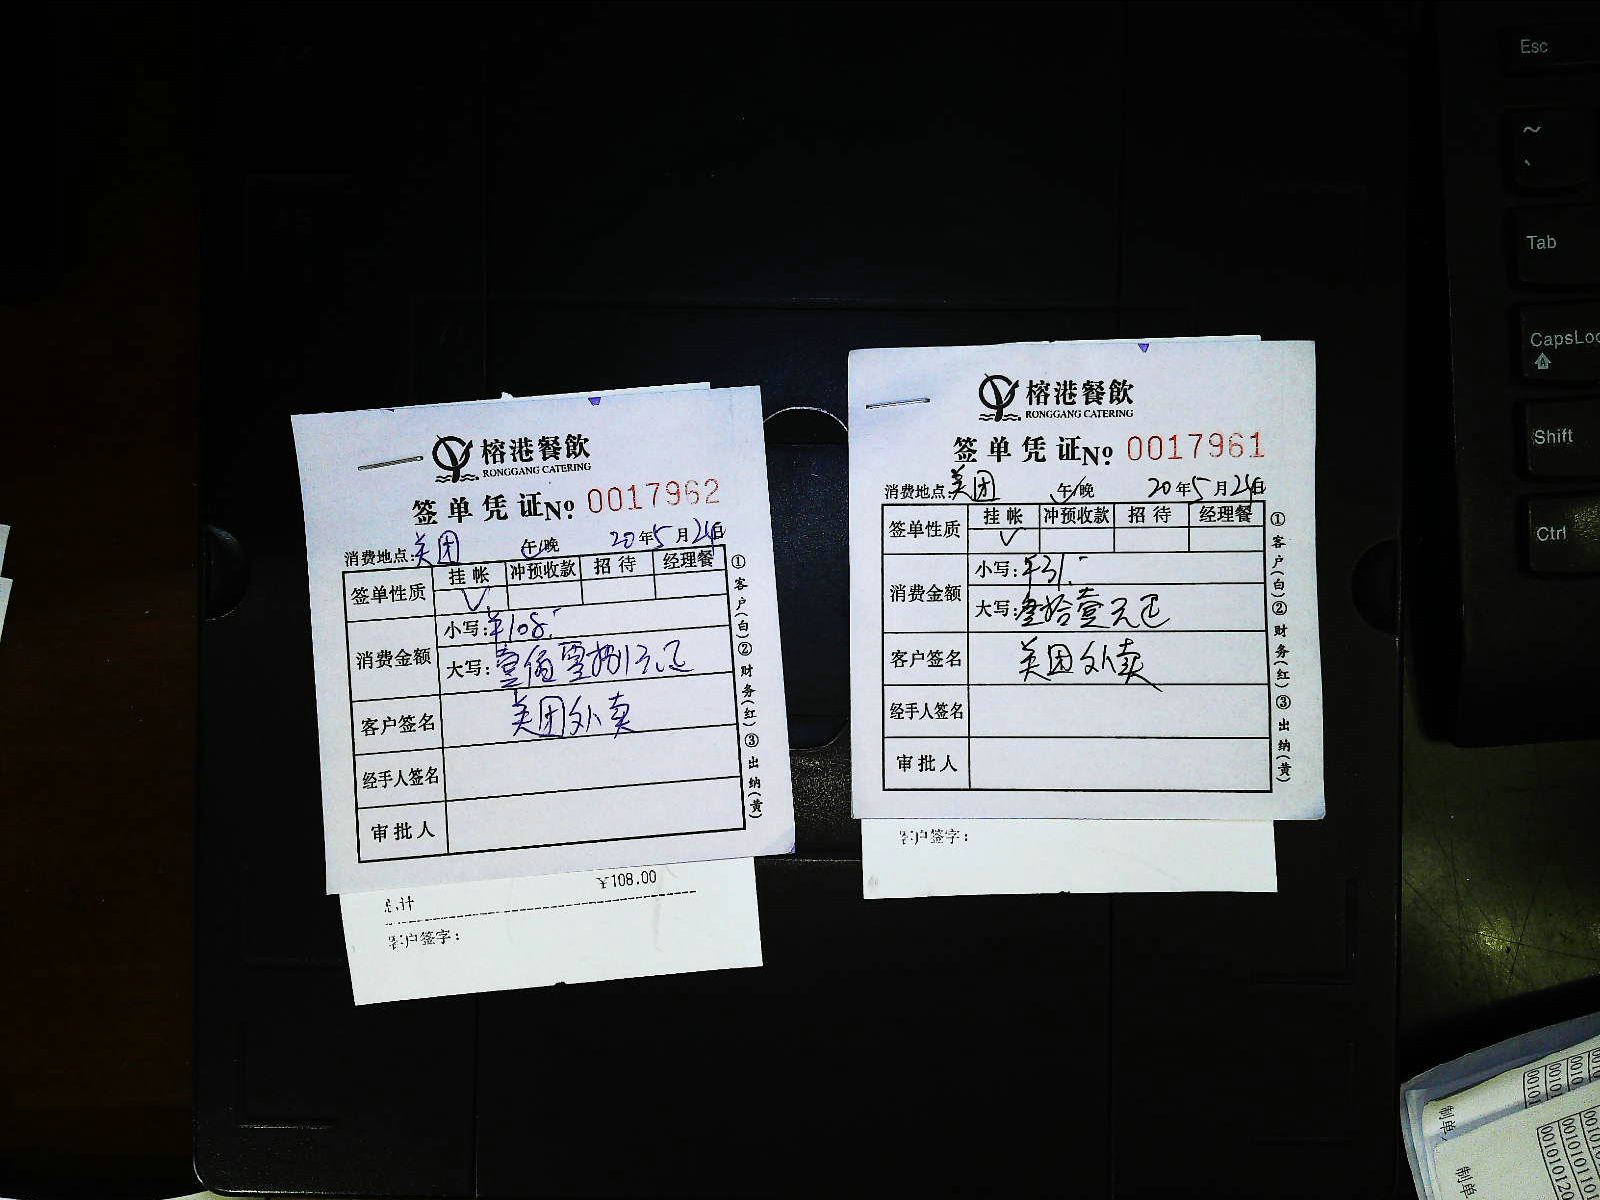 榕港餐飲
RONGGANG CATERING
签单凭证No. 0017962
消费地点:美团 午/晚 20年5月24日
签单性质 挂帐 冲预收款 招待 经理餐
✓
消费金额 小写:¥108.-
大写:壹佰零捌元正
客户签名 美团外卖
经手人签名
审批人
①客户(白)②财务(红)③出纳(黄)
¥108.00
总计
客户签字:
榕港餐飲
RONGGANG CATERING
签单凭证No. 0017961
消费地点:美团 午/晚 20年5月24日
签单性质 挂帐 冲预收款 招待 经理餐
✓
消费金额 小写:¥31.-
大写:叁拾壹元正
客户签名 美团外卖
经手人签名
审批人
①客户(白)②财务(红)③出纳(黄)
客户签字:
Esc
~
`
Tab
CapsLoc
Shift
Ctrl
制单
制单